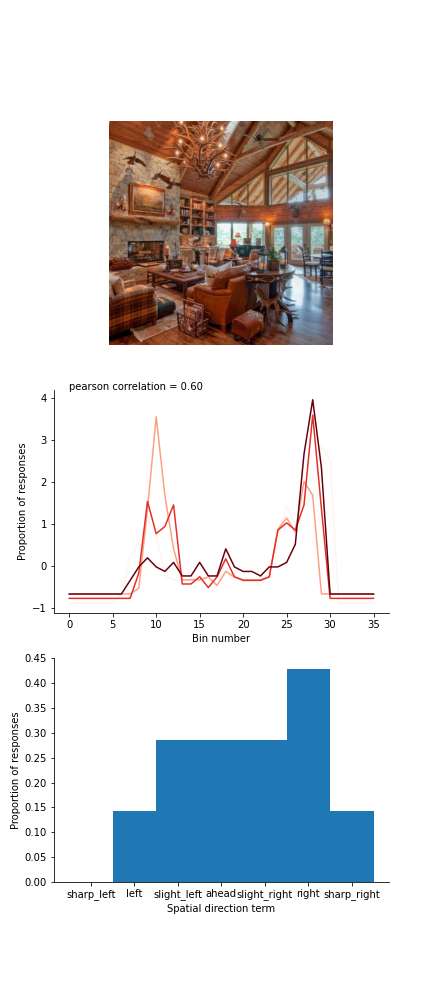 pearson correlation = 0.60
4
3
2
1
0
−1
Proportion of responses
0 5 10 15 20 25 30 35
Bin number
0.45
0.40
0.35
0.30
0.25
0.20
0.15
0.10
0.05
0.00
Proportion of responses
sharp_left left slight_left ahead slight_right right sharp_right
Spatial direction term